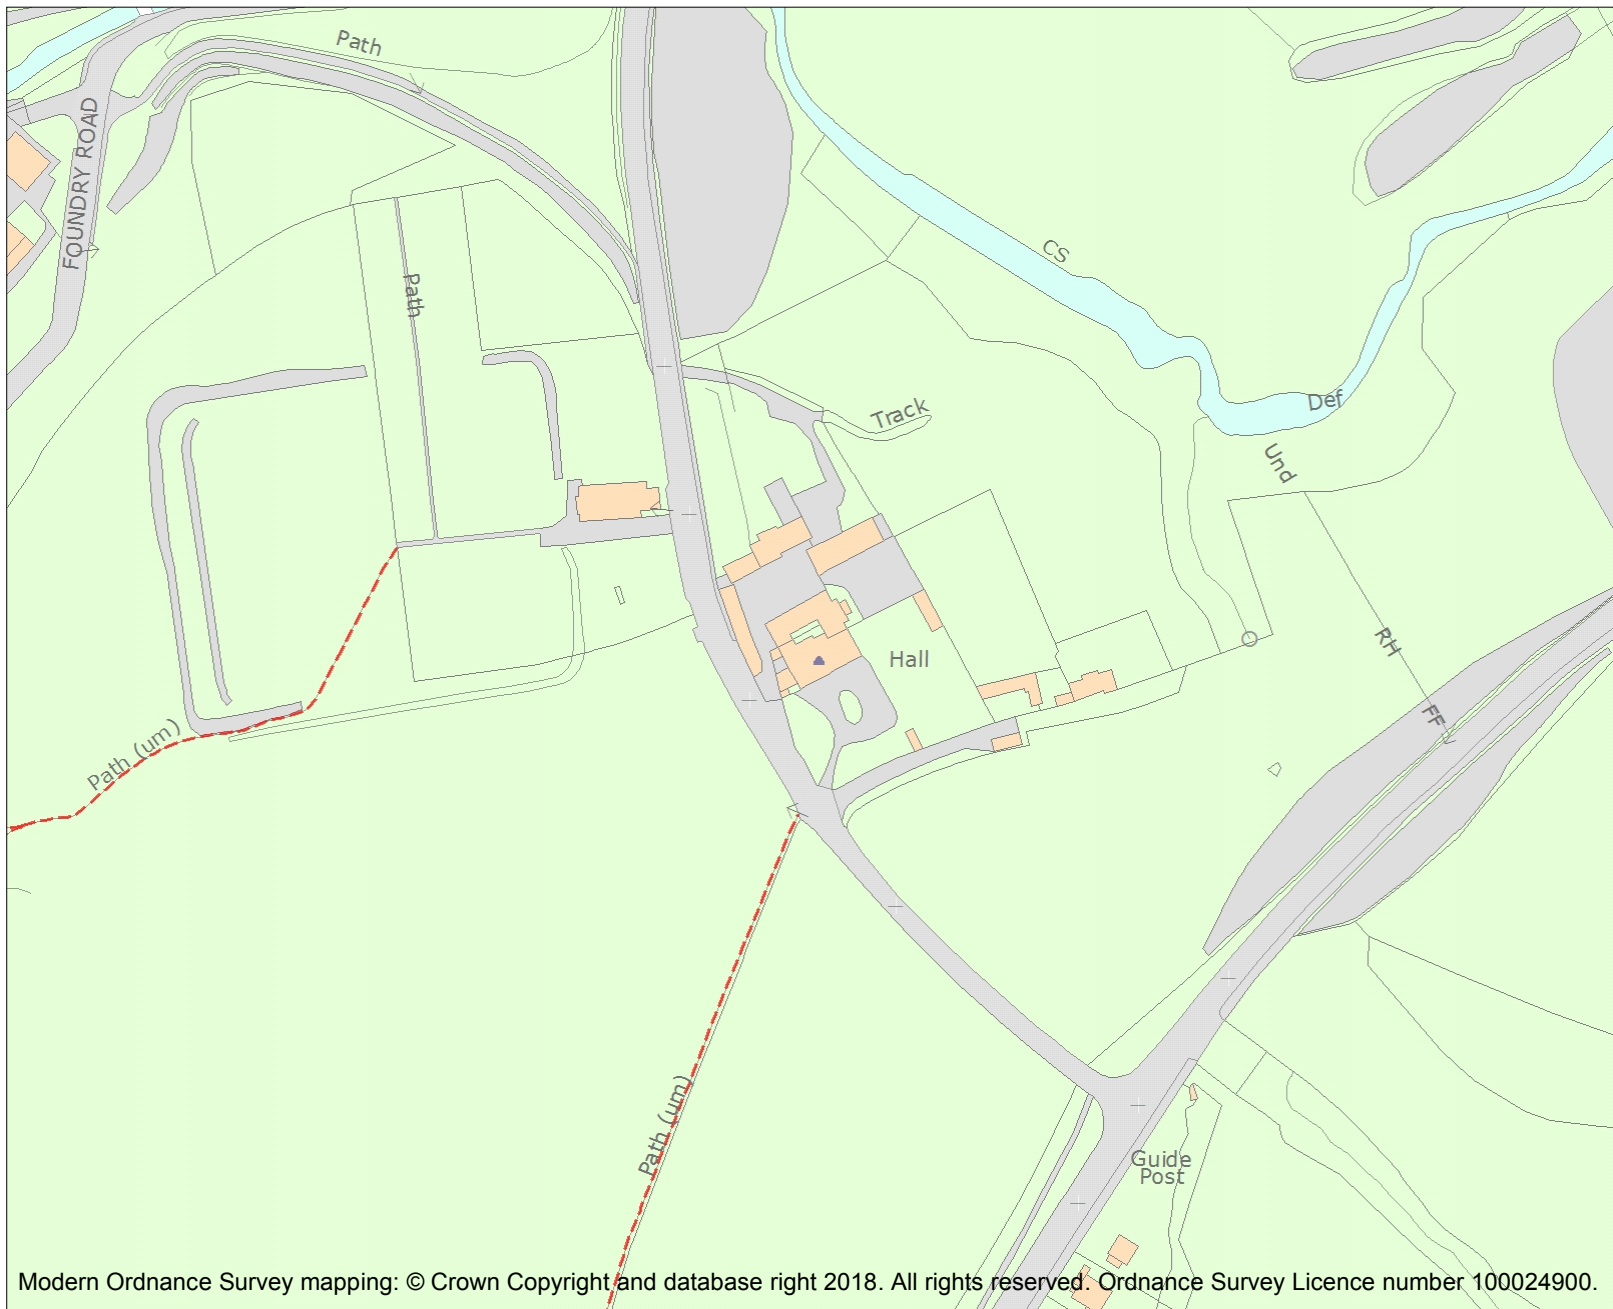 Path
FOUNDRY ROAD
CS
Path
Def
Track
Und
RH
Hall
FF
Path (um)
Path (um)
Guide
Post
Modern Ordnance Survey mapping: © Crown Copyright and database right 2018. All rights reserved. Ordnance Survey Licence number 100024900.